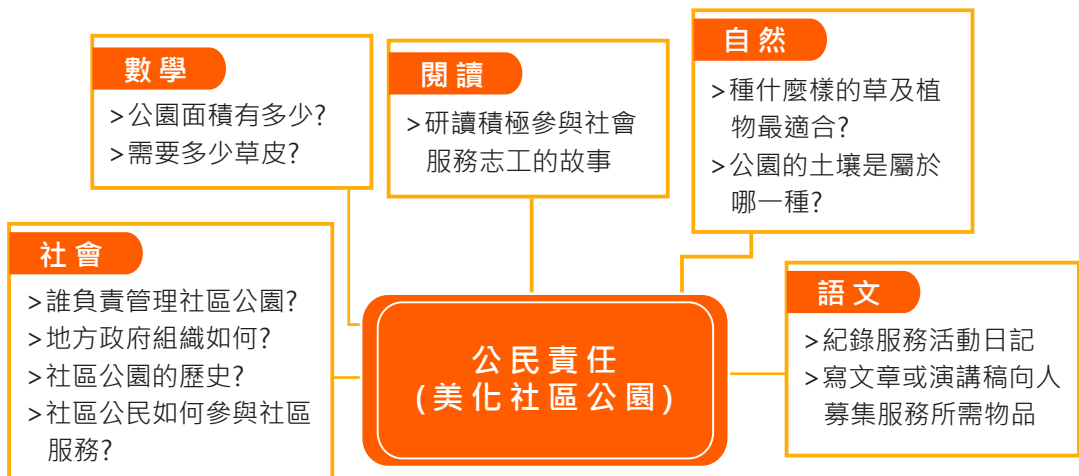 數學
>公園面積有多少?
>需要多少草皮?
閱讀
>研讀積極參與社會
服務志工的故事
自然
>種什麼樣的草及植
物最適合?
>公園的土壤是屬於
哪一種?
社會
>誰負責管理社區公園?
>地方政府組織如何?
>社區公園的歷史?
>社區公民如何參與社區
服務?
公民責任
(美化社區公園)
語文
>紀錄服務活動日記
>寫文章或演講稿向人
募集服務所需物品